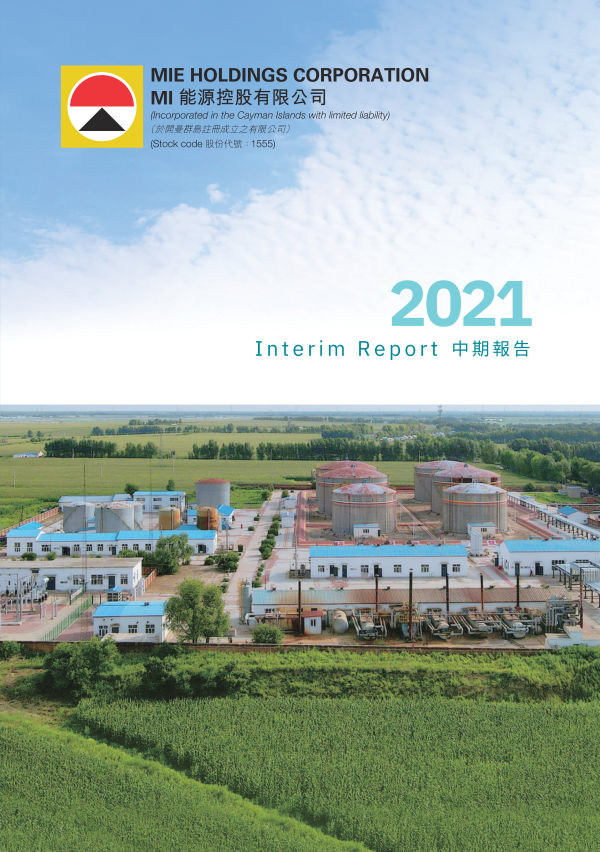 MIE HOLDINGS CORPORATION
MI 能源控股有限公司
(Incorporated in the Cayman Islands with limited liability)
（於開曼群島註冊成立之有限公司）
(Stock code 股份代號：1555)
2021
Interim Report 中期報告